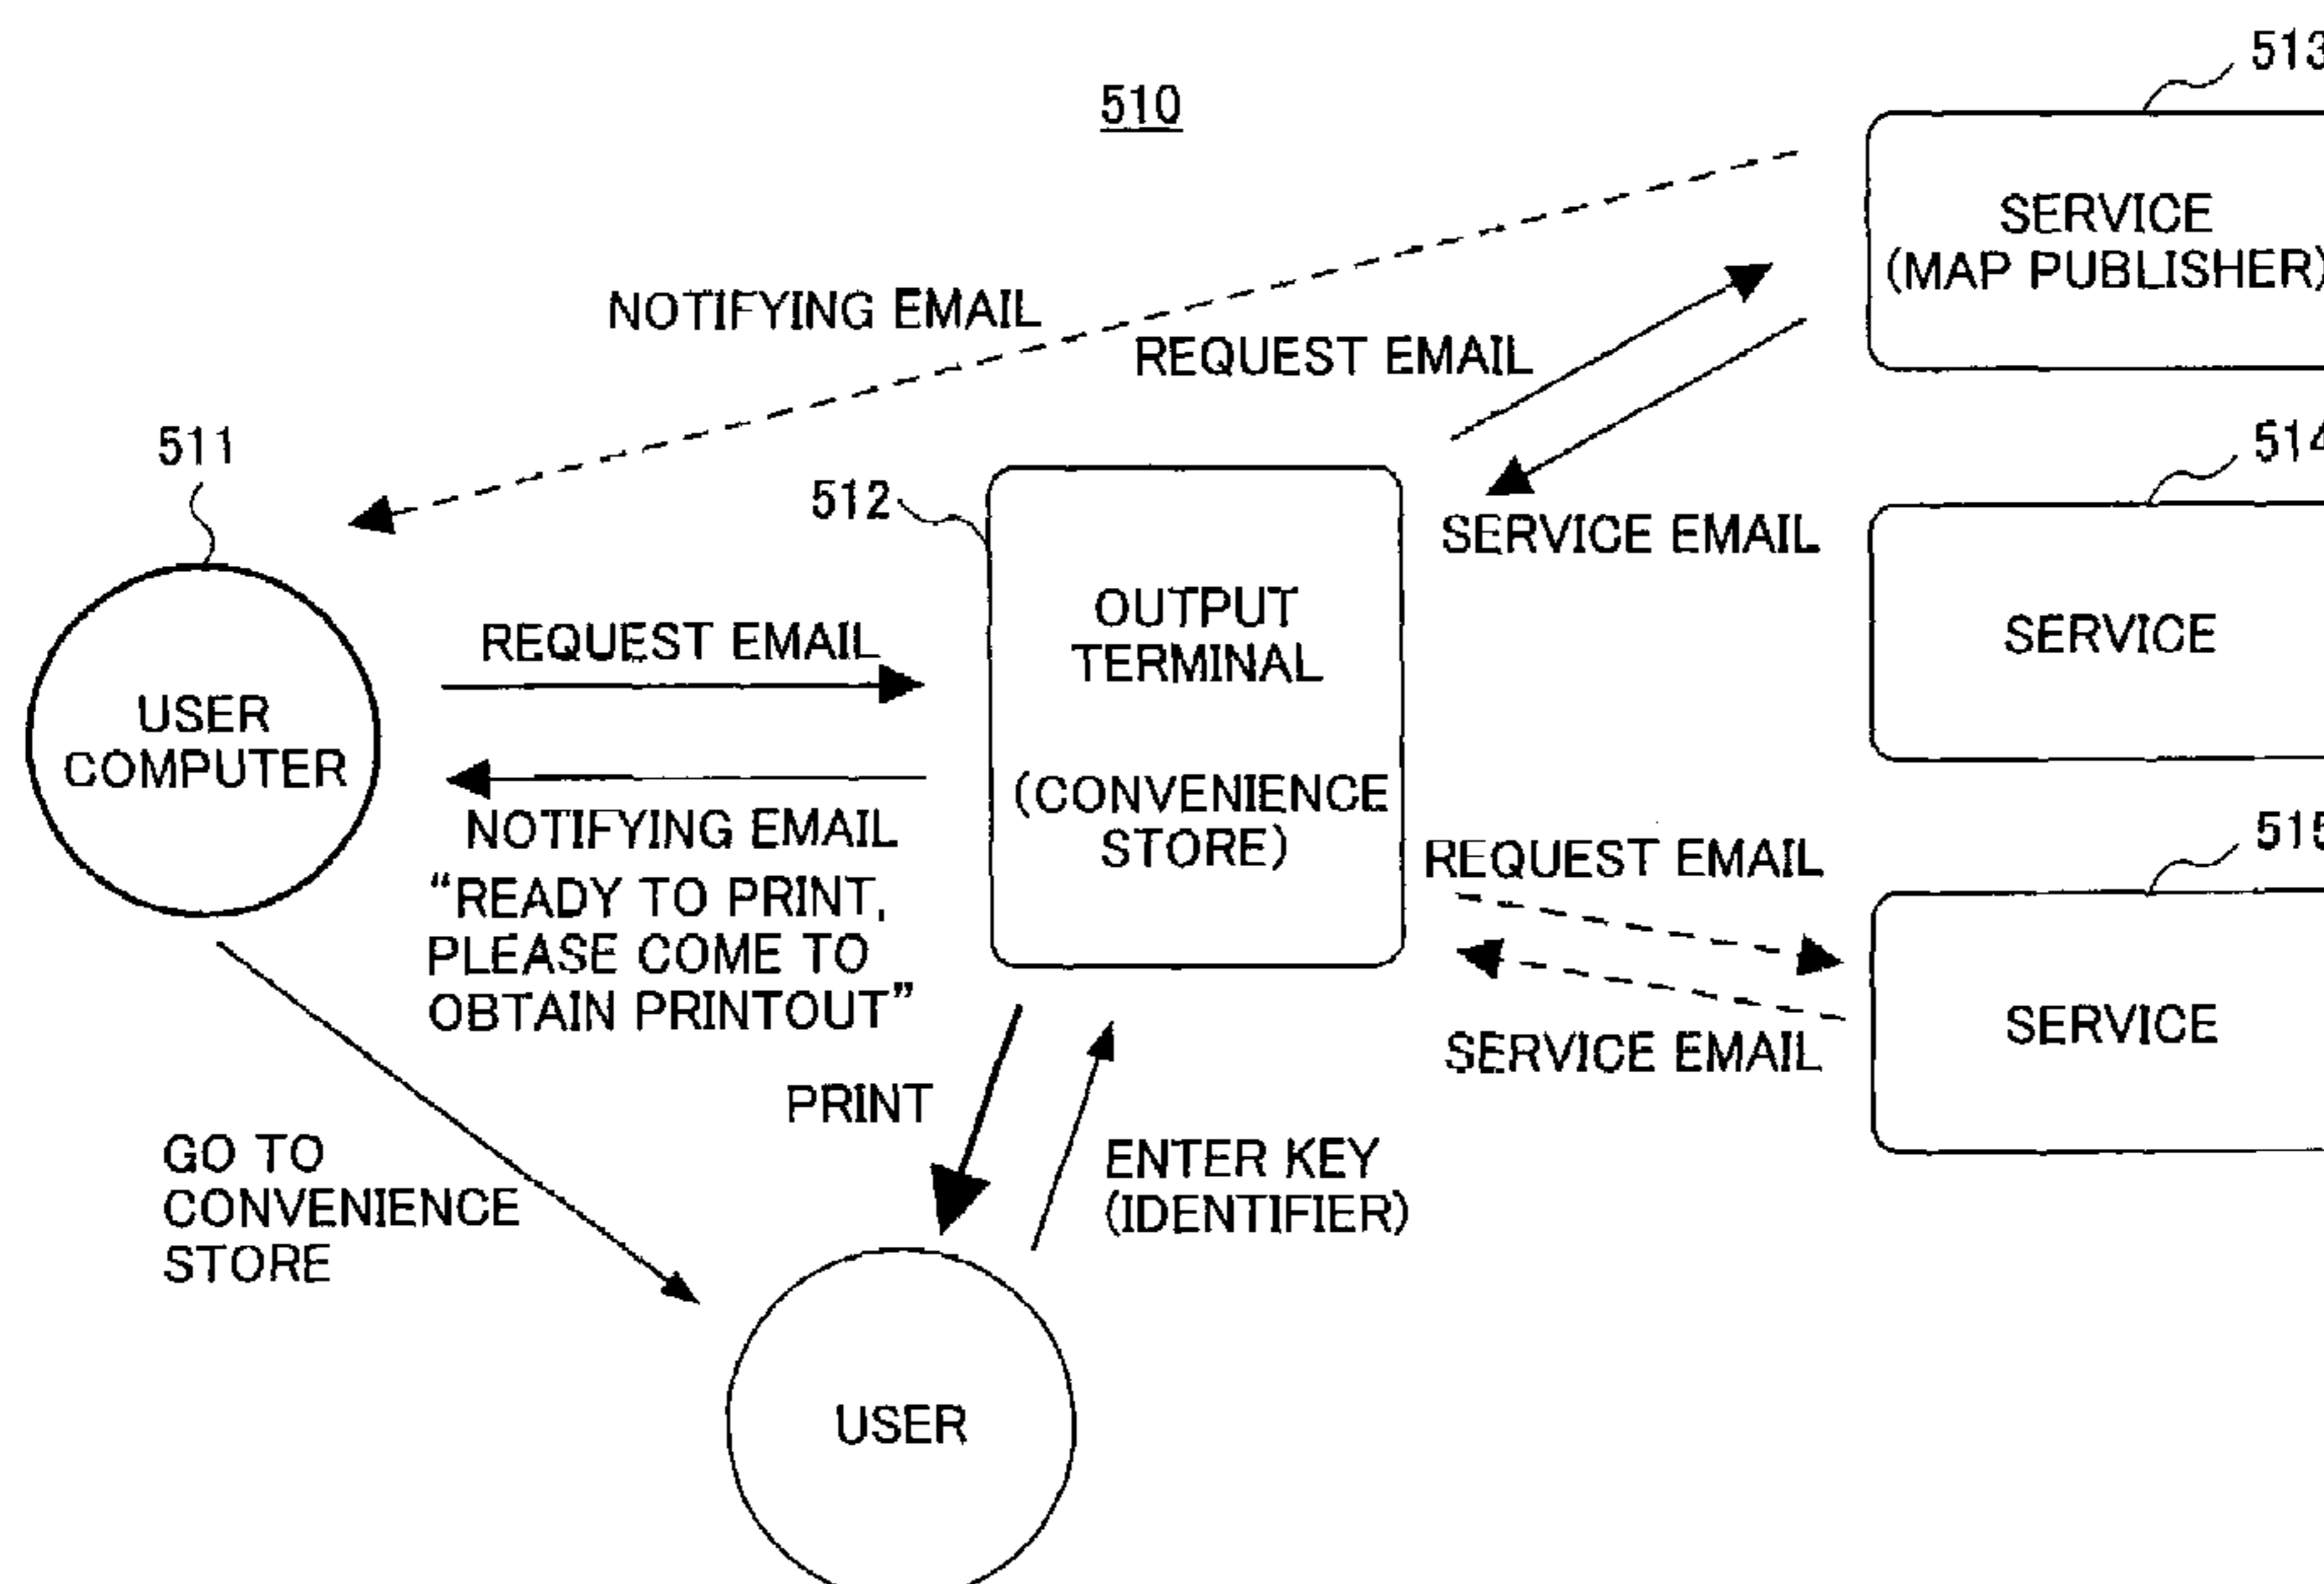 510
513
SERVICE
(MAP PUBLISHER)
NOTIFYING EMAIL
REQUEST EMAIL
511
512
514
SERVICE EMAIL
OUTPUT
TERMINAL
(CONVENIENCE
STORE)
SERVICE
REQUEST EMAIL
USER
COMPUTER
NOTIFYING EMAIL
“READY TO PRINT,
PLEASE COME TO
OBTAIN PRINTOUT”
515
REQUEST EMAIL
SERVICE EMAIL
SERVICE
PRINT
ENTER KEY
(IDENTIFIER)
GO TO
CONVENIENCE
STORE
USER